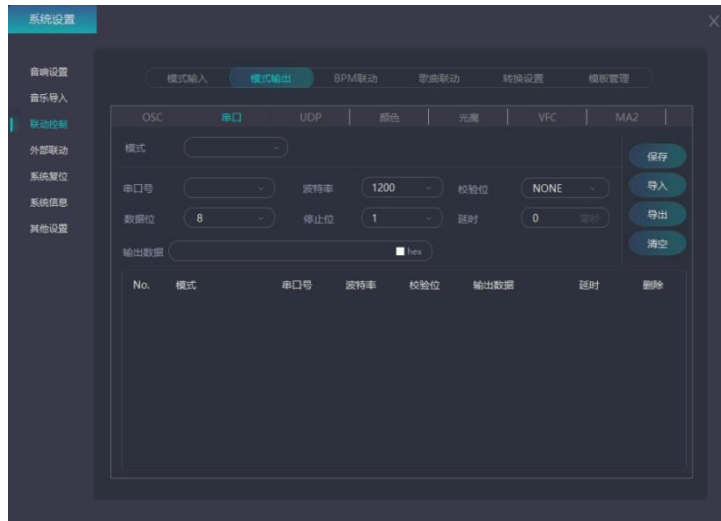 系统设置
X
音响设置
音乐导入
联动控制
外部联动
系统复位
系统信息
其他设置
模式输入 模式输出 BPM联动 歌曲联动 转换设置 模板管理
OSC 串口 UDP 颜色 光魔 VFC MA2
模式
保存
串口号 波特率 1200 校验位 NONE 导入
数据位 8 停止位 1 延时 0 毫秒 导出
清空
输出数据 hex
No. 模式 串口号 波特率 校验位 输出数据 延时 删除